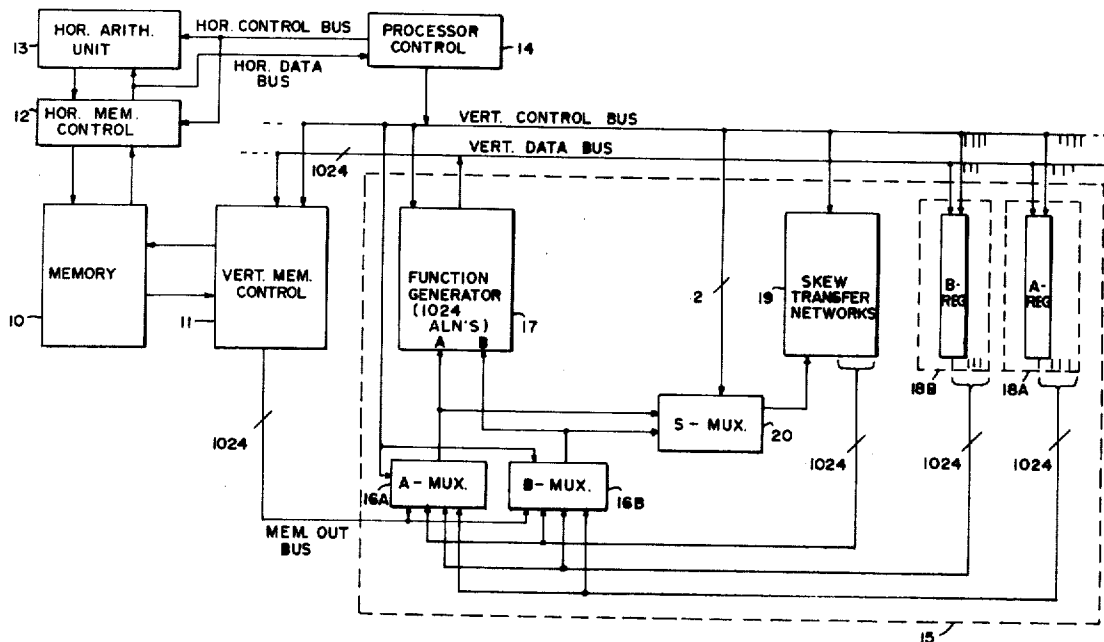 HOR. ARITH.
UNIT
13
HOR. CONTROL BUS
HOR. DATA
BUS
PROCESSOR
CONTROL
14
12
HOR. MEM.
CONTROL
VERT. CONTROL BUS
VERT. DATA BUS
1024
MEMORY
10
VERT. MEM.
CONTROL
11
FUNCTION
GENERATOR
(1024
ALN'S)
A B
17
2
SKEW
TRANSFER
NETWORKS
19
B-
REG
18B
A-
REG
18A
S-MUX.
20
1024
1024
1024
1024
A-MUX.
16A
B-MUX.
16B
MEM. OUT
BUS
15